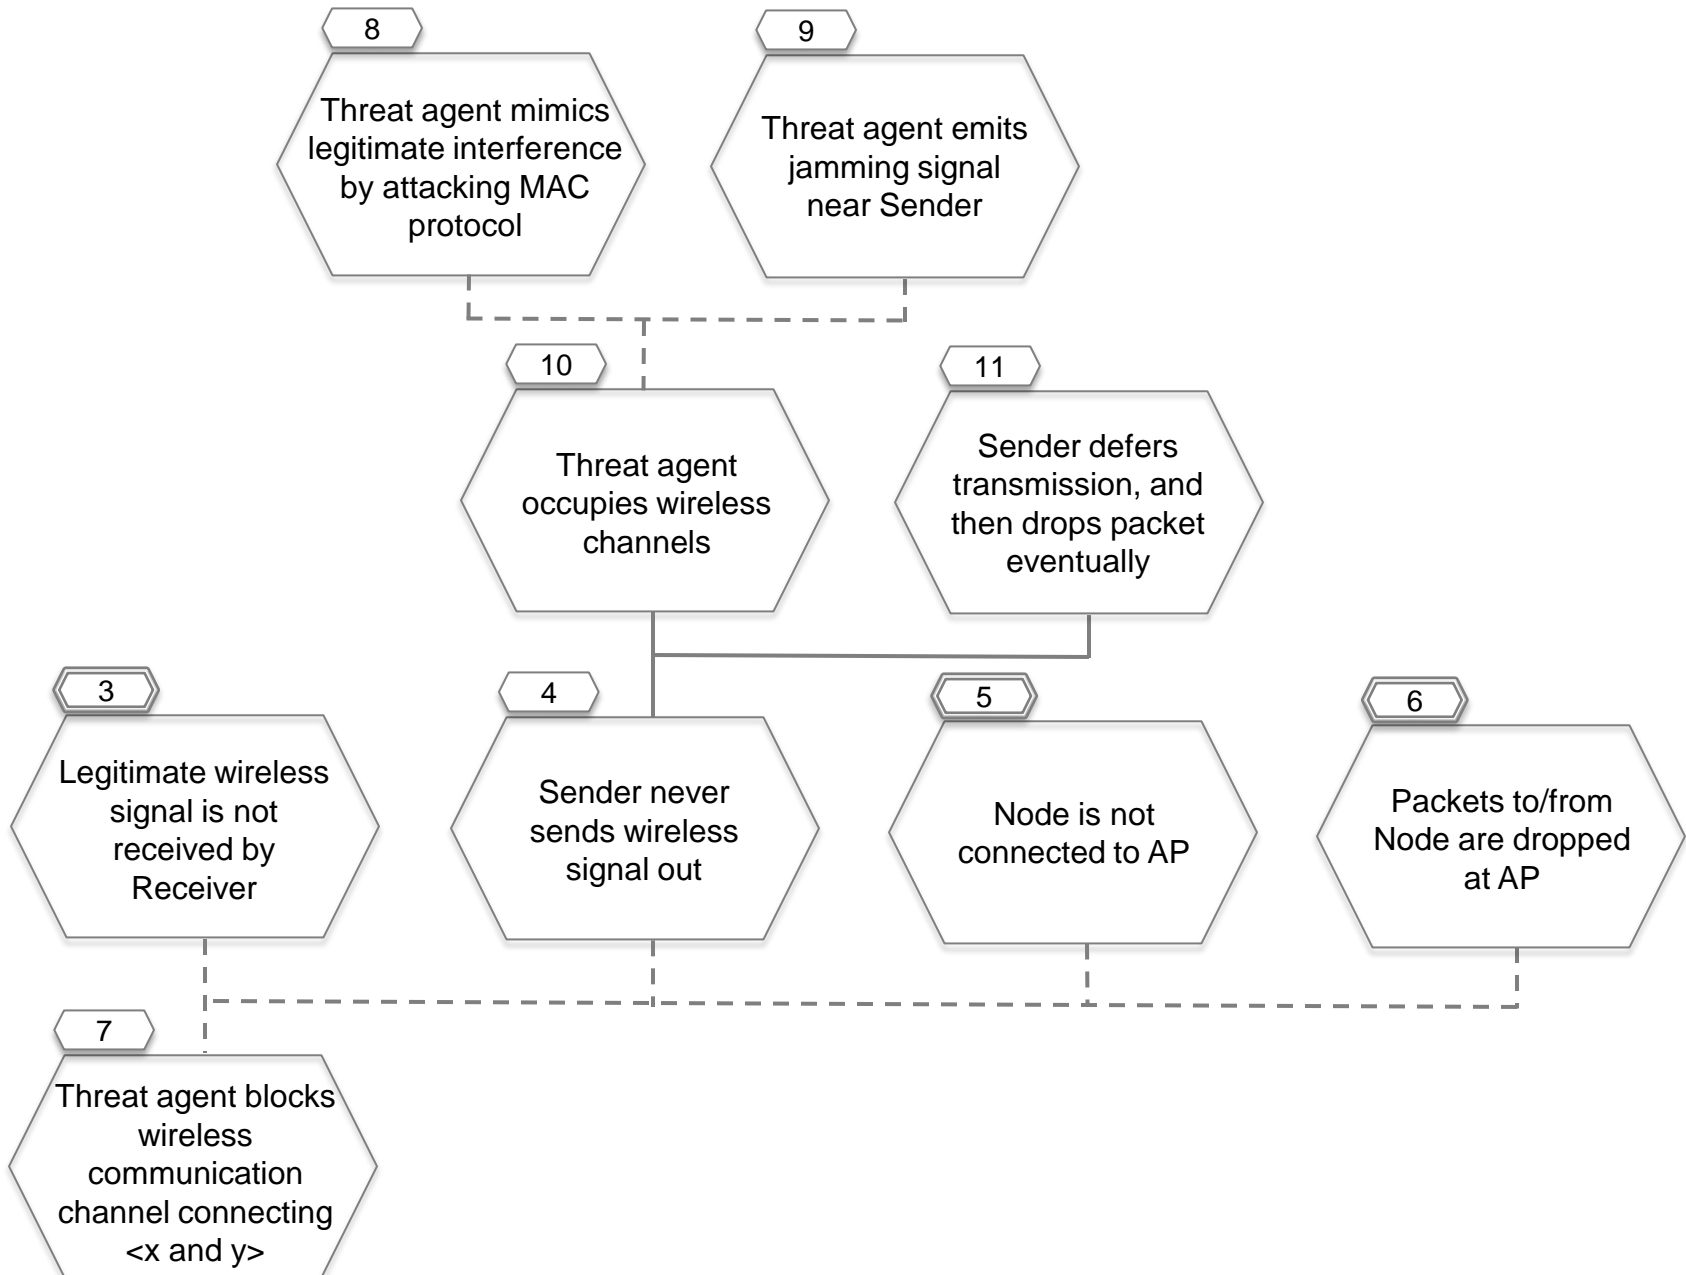 8
Threat agent mimics
legitimate interference
by attacking MAC
protocol
9
Threat agent emits
jamming signal
near Sender
10
Threat agent
occupies wireless
channels
11
Sender defers
transmission, and
then drops packet
eventually
3
Legitimate wireless
signal is not
received by
Receiver
4
Sender never
sends wireless
signal out
5
Node is not
connected to AP
6
Packets to/from
Node are dropped
at AP
7
Threat agent blocks
wireless
communication
channel connecting
<x and y>